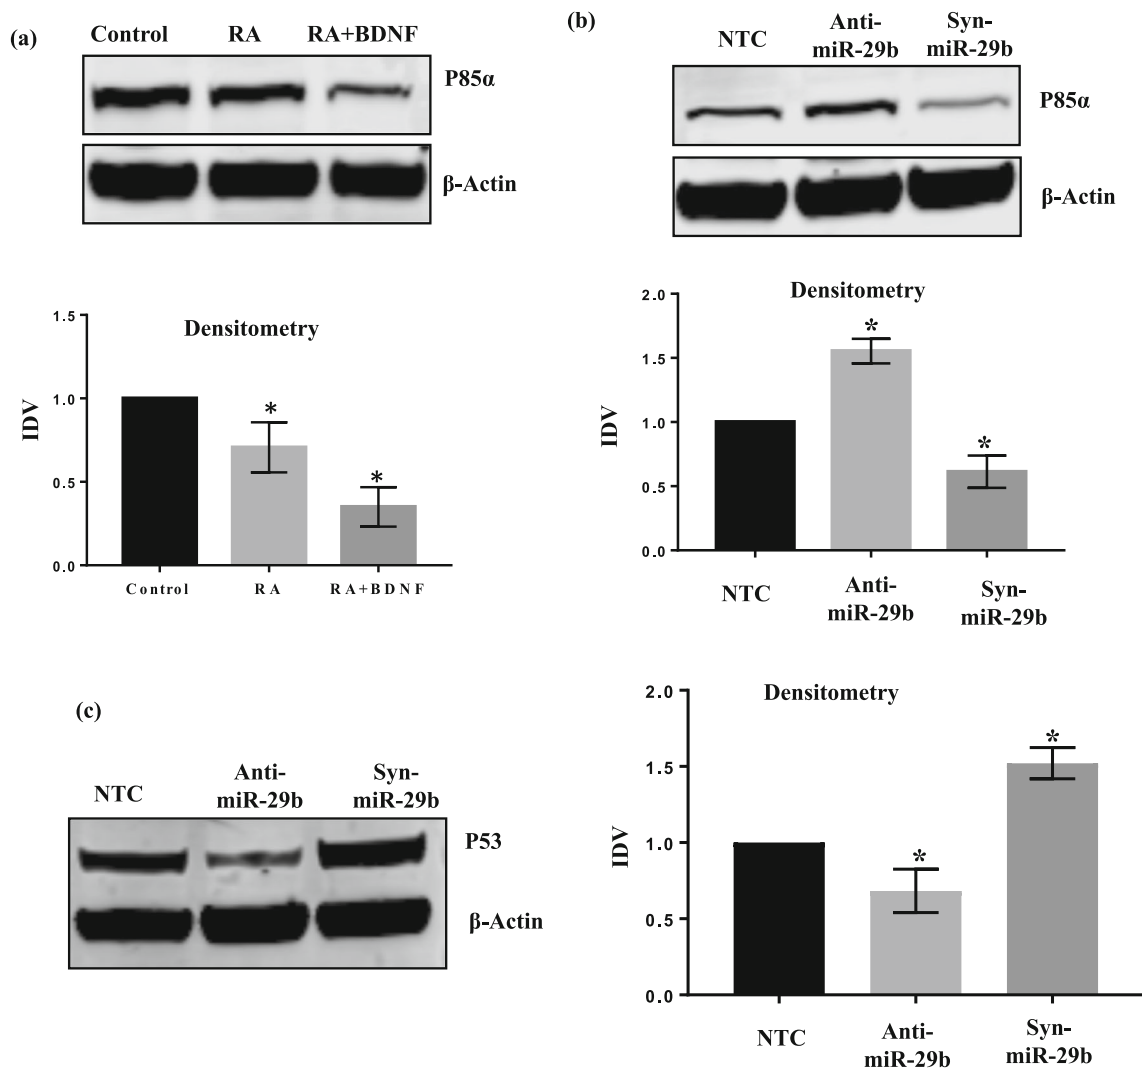 (a)
Control RA RA+BDNF
P85α
β-Actin
Densitometry
IDV
1.5
1.0
0.5
0.0
*
*
Control RA RA+BDNF
(b)
NTC Anti-miR-29b Syn-miR-29b
P85α
β-Actin
Densitometry
IDV
2.0
1.5
1.0
0.5
0.0
*
*
NTC Anti-miR-29b Syn-miR-29b
(c)
NTC Anti-miR-29b Syn-miR-29b
P53
β-Actin
Densitometry
IDV
2.0
1.5
1.0
0.5
0.0
*
*
NTC Anti-miR-29b Syn-miR-29b